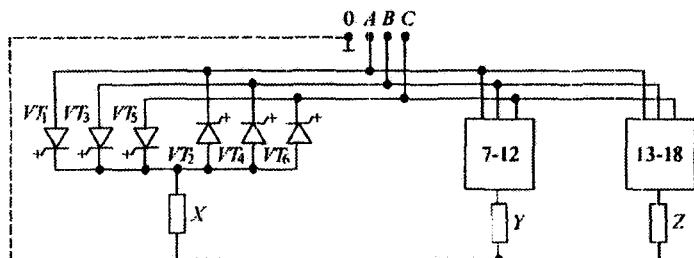 0 A B C
VT₁ VT₃ VT₅
+ + + + + +
VT₂ VT₄ VT₆
7-12
13-18
X
Y
Z